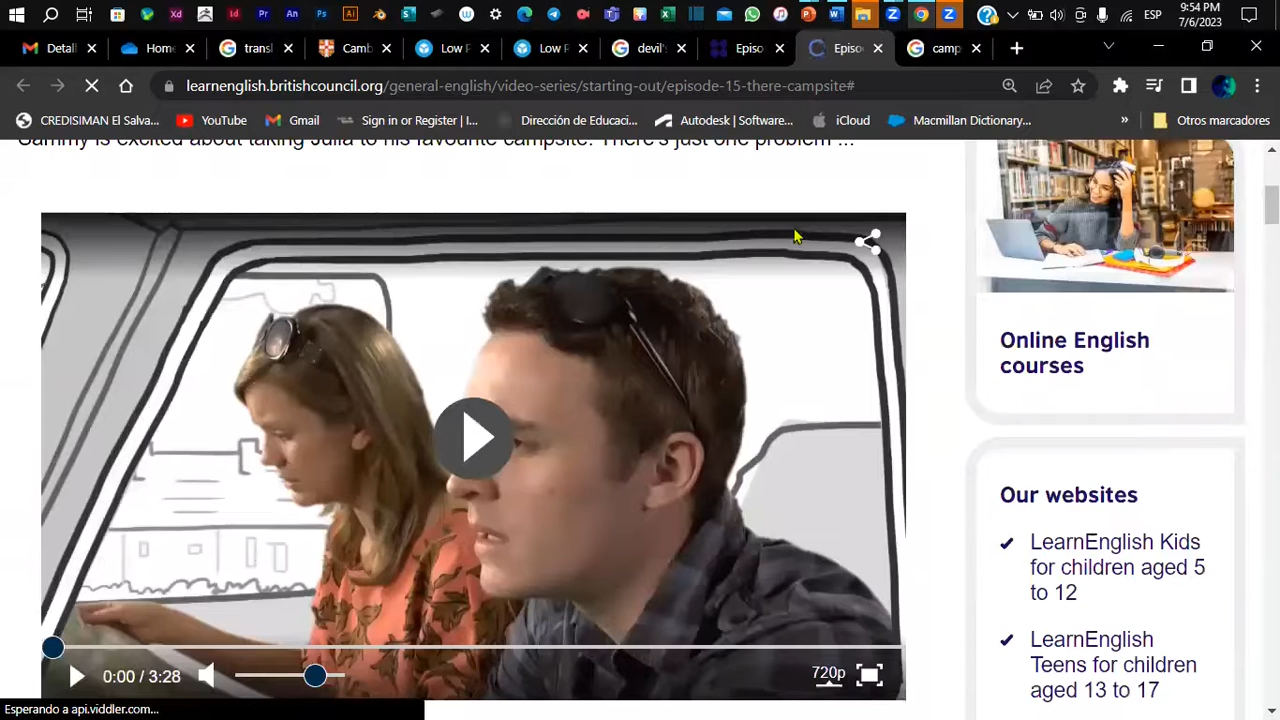 ESP
9:54 PM
7/6/2023
Detall
Home
transl
Camb
Low F
Low F
devil's
Episo
Episo
camp
learnenglish.britishcouncil.org/general-english/video-series/starting-out/episode-15-there-campsite#
CREDISIMAN El Salva...
YouTube
Gmail
Sign in or Register | I...
Dirección de Educaci...
Autodesk | Software...
iCloud
Macmillan Dictionary...
»
Otros marcadores
Sammy is excited about taking Julia to his favourite campsite. There's just one problem ...
0:00 / 3:28
720p
Online English
courses
Our websites
LearnEnglish Kids
for children aged 5
to 12
LearnEnglish
Teens for children
aged 13 to 17
Esperando a api.viddler.com...